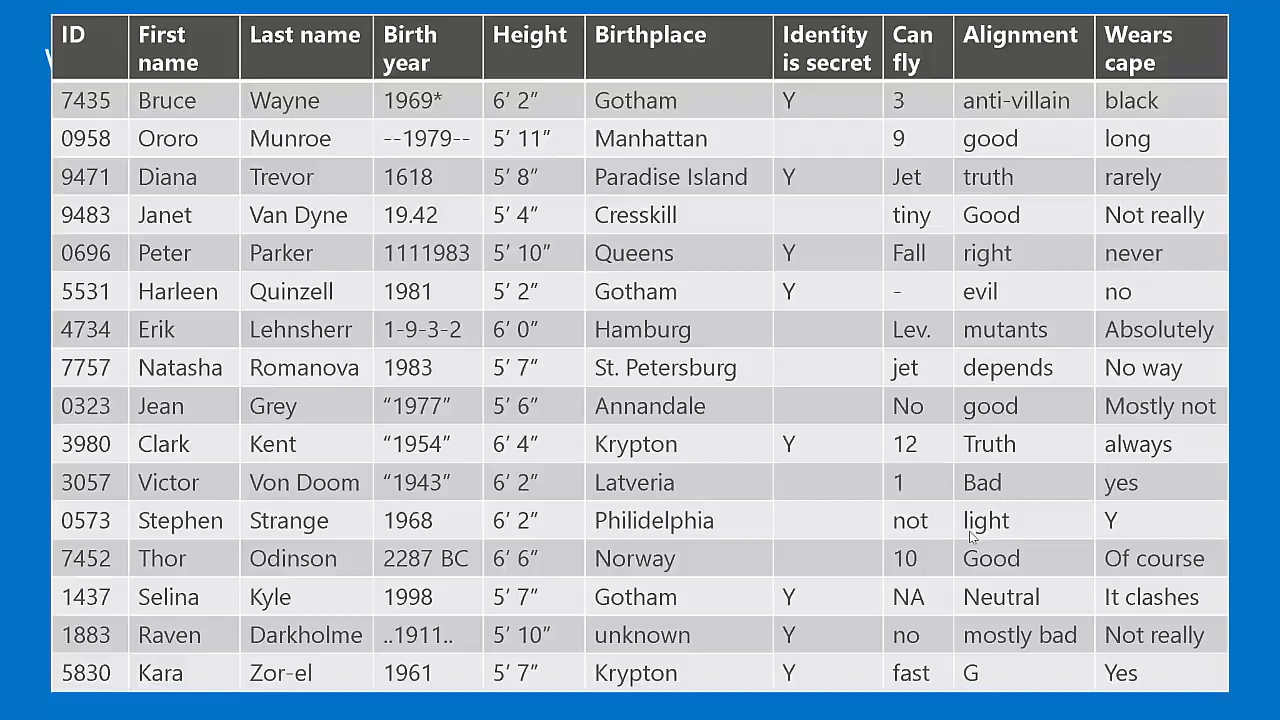 ID First name Last name Birth year Height Birthplace Identity is secret Can fly Alignment Wears cape
7435 Bruce Wayne 1969* 6’ 2” Gotham Y 3 anti-villain black
0958 Ororo Munroe --1979-- 5’ 11” Manhattan 9 good long
9471 Diana Trevor 1618 5’ 8” Paradise Island Y Jet truth rarely
9483 Janet Van Dyne 19.42 5’ 4” Cresskill tiny Good Not really
0696 Peter Parker 1111983 5’ 10” Queens Y Fall right never
5531 Harleen Quinzell 1981 5’ 2” Gotham Y - evil no
4734 Erik Lehnsherr 1-9-3-2 6’ 0” Hamburg Lev. mutants Absolutely
7757 Natasha Romanova 1983 5’ 7” St. Petersburg jet depends No way
0323 Jean Grey “1977” 5’ 6” Annandale No good Mostly not
3980 Clark Kent “1954” 6’ 4” Krypton Y 12 Truth always
3057 Victor Von Doom “1943” 6’ 2” Latveria 1 Bad yes
0573 Stephen Strange 1968 6’ 2” Philidelphia not light Y
7452 Thor Odinson 2287 BC 6’ 6” Norway 10 Good Of course
1437 Selina Kyle 1998 5’ 7” Gotham Y NA Neutral It clashes
1883 Raven Darkholme ..1911.. 5’ 10” unknown Y no mostly bad Not really
5830 Kara Zor-el 1961 5’ 7” Krypton Y fast G Yes